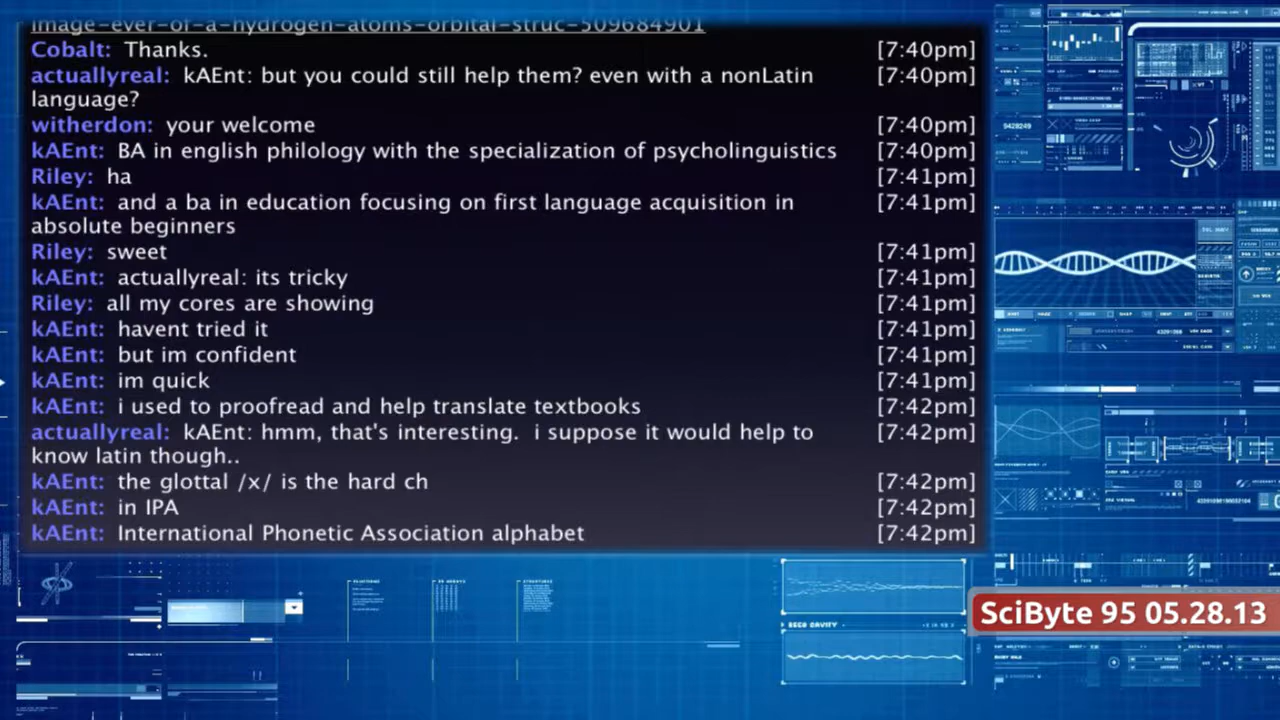 image-ever-of-a-hydrogen-atoms-orbital-struc-509684901
Cobalt: Thanks. [7:40pm]
actuallyreal: kAEnt: but you could still help them? even with a nonLatin [7:40pm]
language?
witherdon: your welcome [7:40pm]
kAEnt: BA in english philology with the specialization of psycholinguistics [7:40pm]
Riley: ha [7:41pm]
kAEnt: and a ba in education focusing on first language acquisition in [7:41pm]
absolute beginners
Riley: sweet [7:41pm]
kAEnt: actuallyreal: its tricky [7:41pm]
Riley: all my cores are showing [7:41pm]
kAEnt: havent tried it [7:41pm]
kAEnt: but im confident [7:41pm]
kAEnt: im quick [7:41pm]
kAEnt: i used to proofread and help translate textbooks [7:42pm]
actuallyreal: kAEnt: hmm, that's interesting. i suppose it would help to [7:42pm]
know latin though..
kAEnt: the glottal /x/ is the hard ch [7:42pm]
kAEnt: in IPA [7:42pm]
kAEnt: International Phonetic Association alphabet [7:42pm]
9428249
SciByte 95 05.28.13